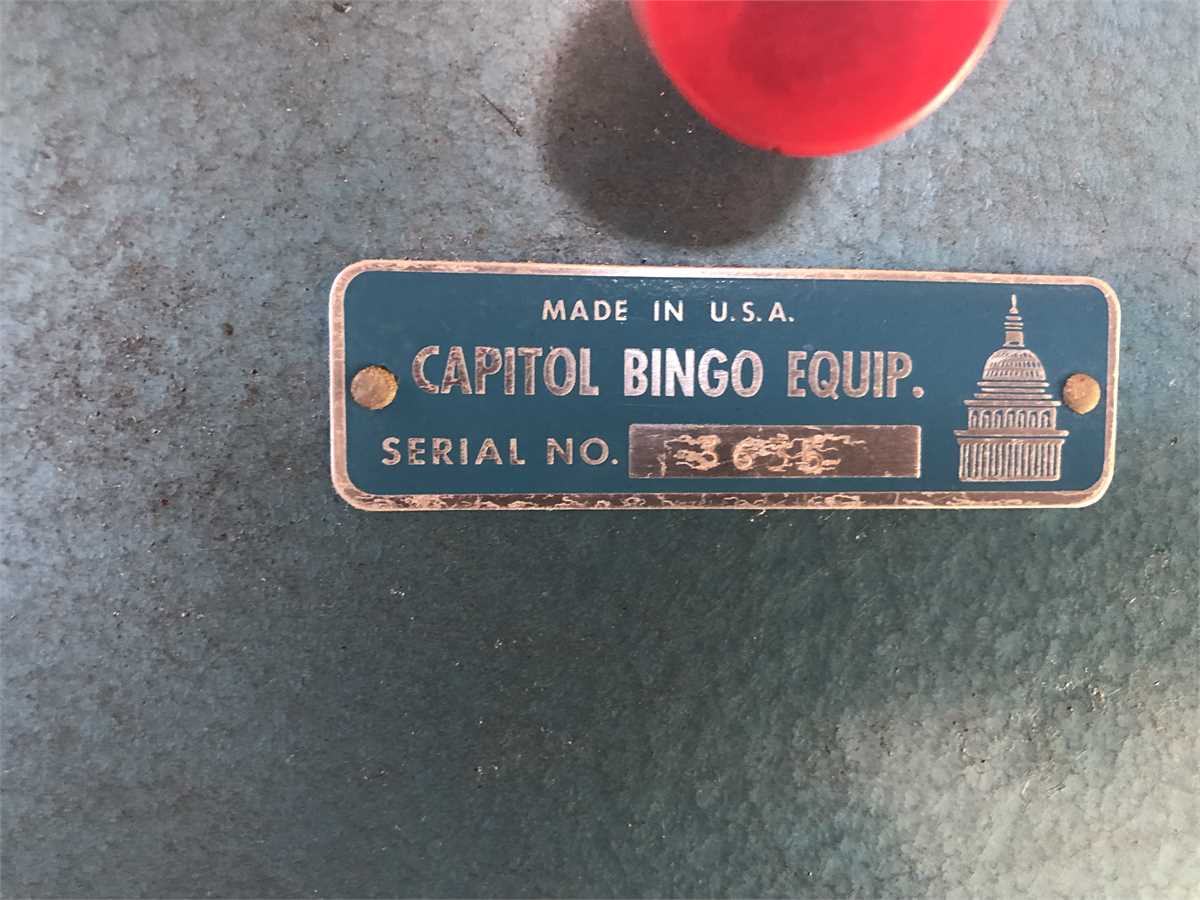 MADE IN U.S.A.
CAPITOL BINGO EQUIP.
SERIAL NO.